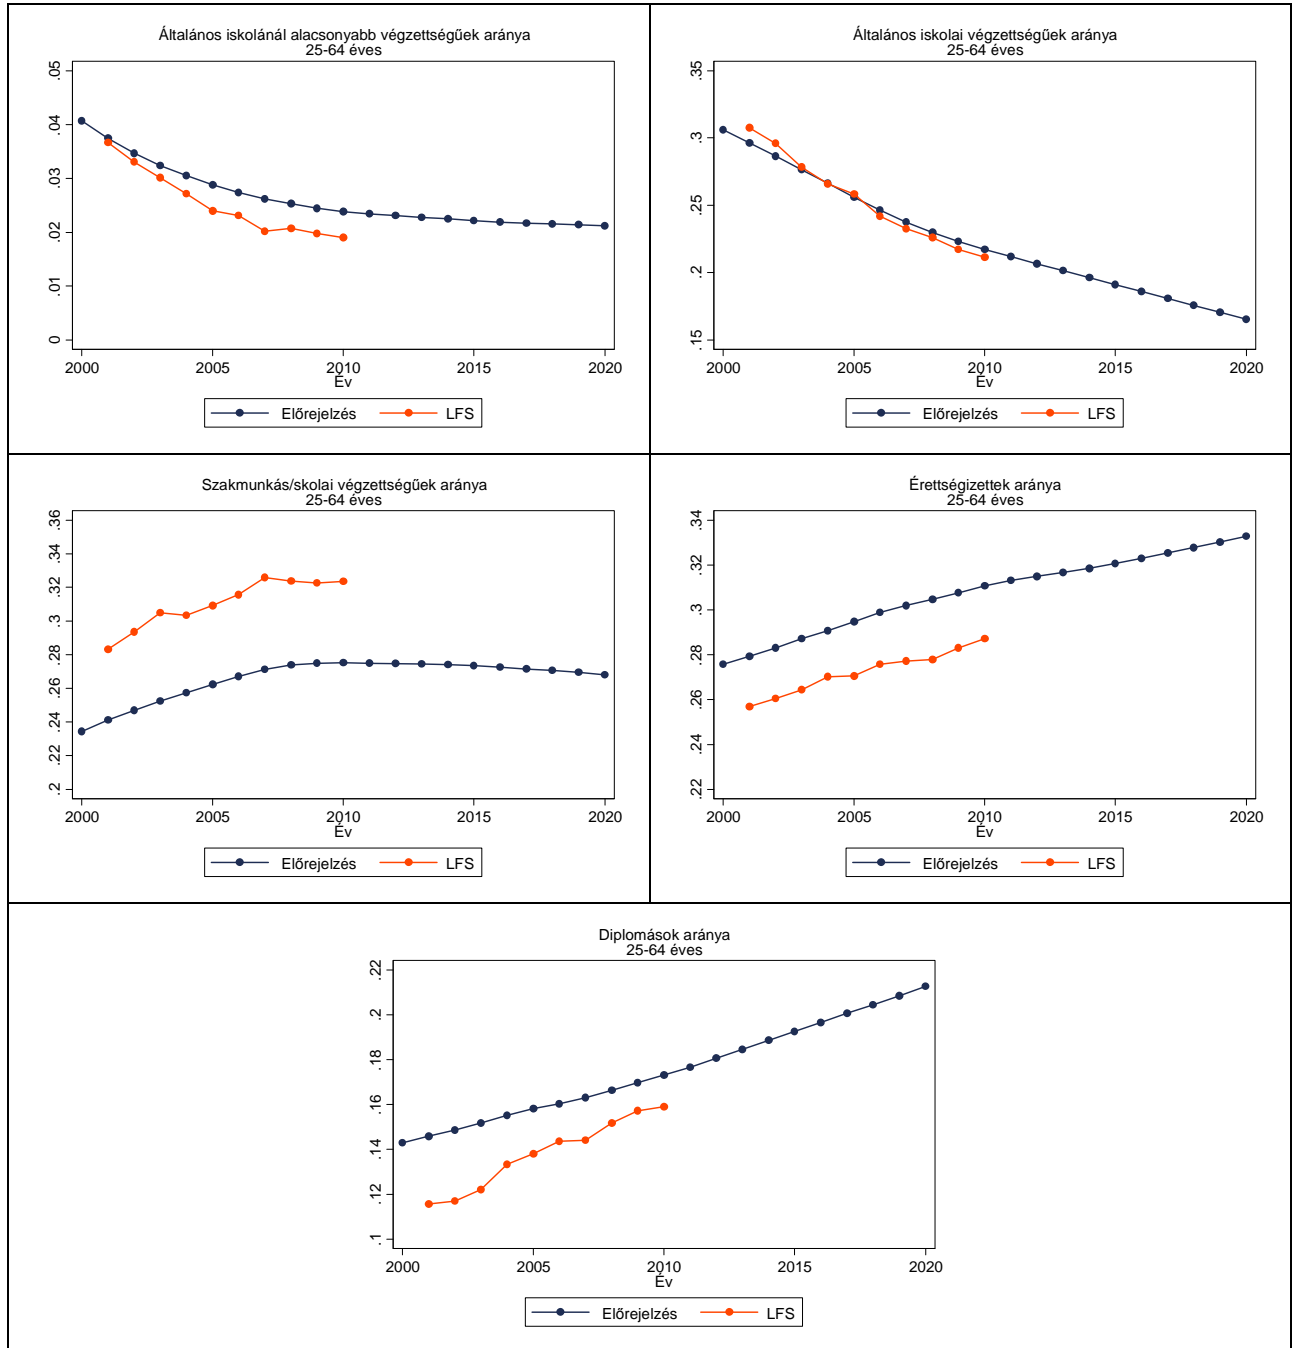 Általános iskolánál alacsonyabb végzettségűek aránya
25-64 éves
.05
.04
.03
.02
.01
0
2000 2005 2010 2015 2020
Év
Előrejelzés LFS
Általános iskolai végzettségűek aránya
25-64 éves
.35
.3
.25
.2
.15
2000 2005 2010 2015 2020
Év
Előrejelzés LFS
Szakmunkás/skolai végzettségűek aránya
25-64 éves
.36
.34
.32
.3
.28
.26
.24
.22
.2
2000 2005 2010 2015 2020
Év
Előrejelzés LFS
Érettségizettek aránya
25-64 éves
.34
.32
.3
.28
.26
.24
.22
2000 2005 2010 2015 2020
Év
Előrejelzés LFS
Diplomások aránya
25-64 éves
.22
.2
.18
.16
.14
.12
.1
2000 2005 2010 2015 2020
Év
Előrejelzés LFS